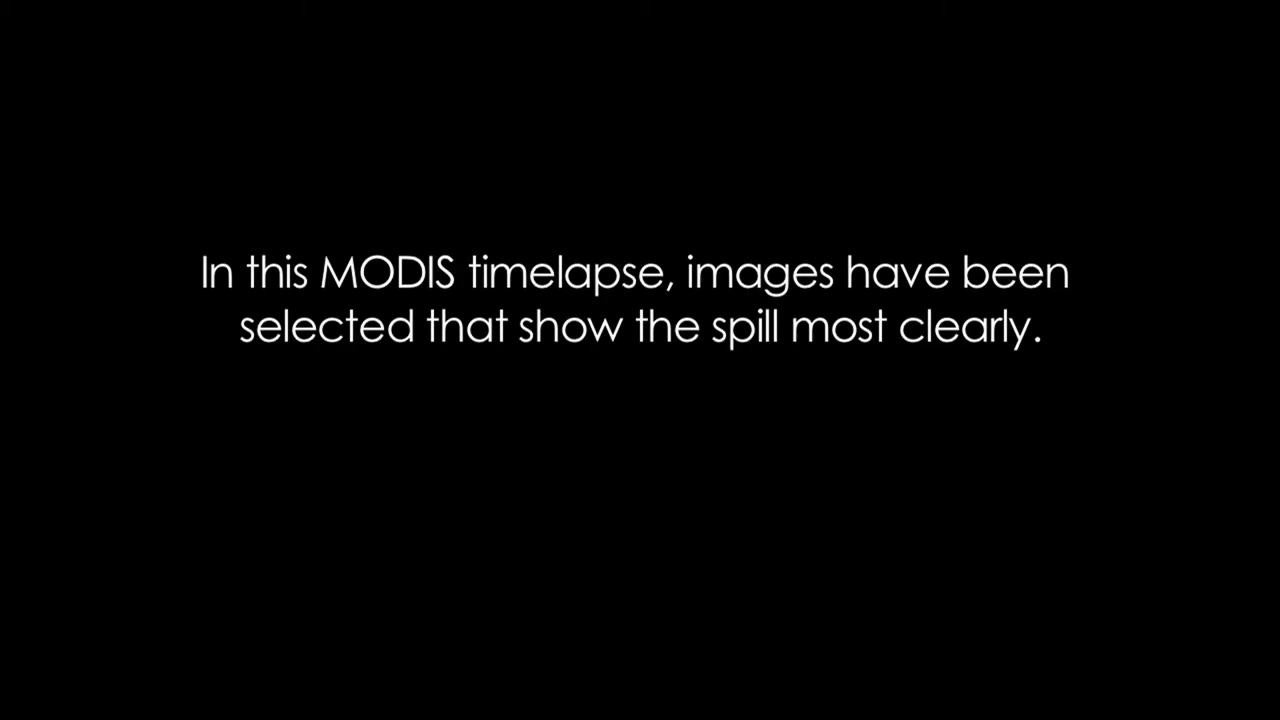 In this MODIS timelapse, images have been
selected that show the spill most clearly.